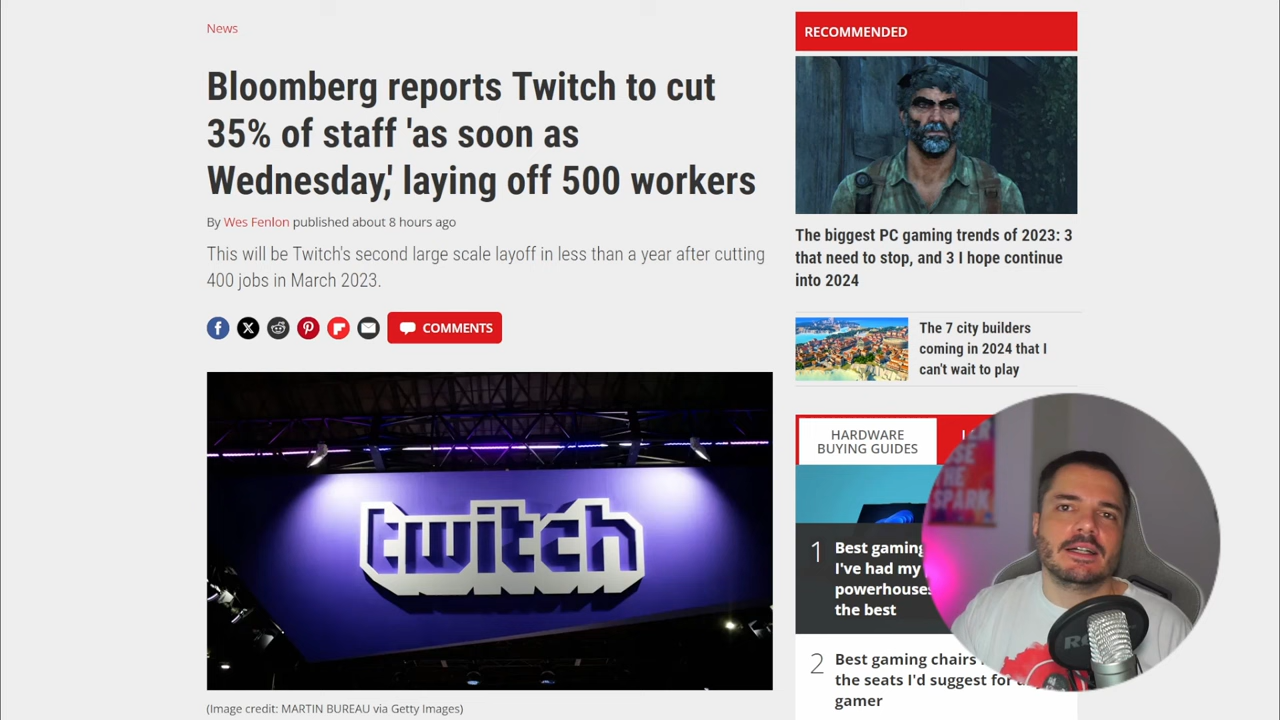 News
Bloomberg reports Twitch to cut
35% of staff 'as soon as
Wednesday,' laying off 500 workers
By Wes Fenlon published about 8 hours ago
This will be Twitch's second large scale layoff in less than a year after cutting
400 jobs in March 2023.
COMMENTS
twitch
(Image credit: MARTIN BUREAU via Getty Images)
RECOMMENDED
The biggest PC gaming trends of 2023: 3
that need to stop, and 3 I hope continue
into 2024
The 7 city builders
coming in 2024 that I
can't wait to play
HARDWARE
BUYING GUIDES
1
Best gaming
I've had my
powerhouses
the best
2
Best gaming chairs
the seats I'd suggest for
gamer
THE
SPARK